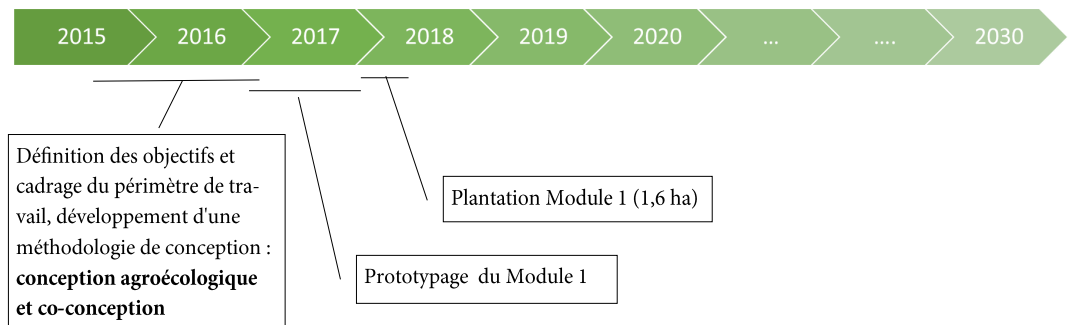 2015 2016 2017 2018 2019 2020 ... .... 2030
Définition des objectifs et
cadrage du périmètre de tra-
vail, développement d'une
méthodologie de conception :
conception agroécologique
et co-conception
Plantation Module 1 (1,6 ha)
Prototypage du Module 1